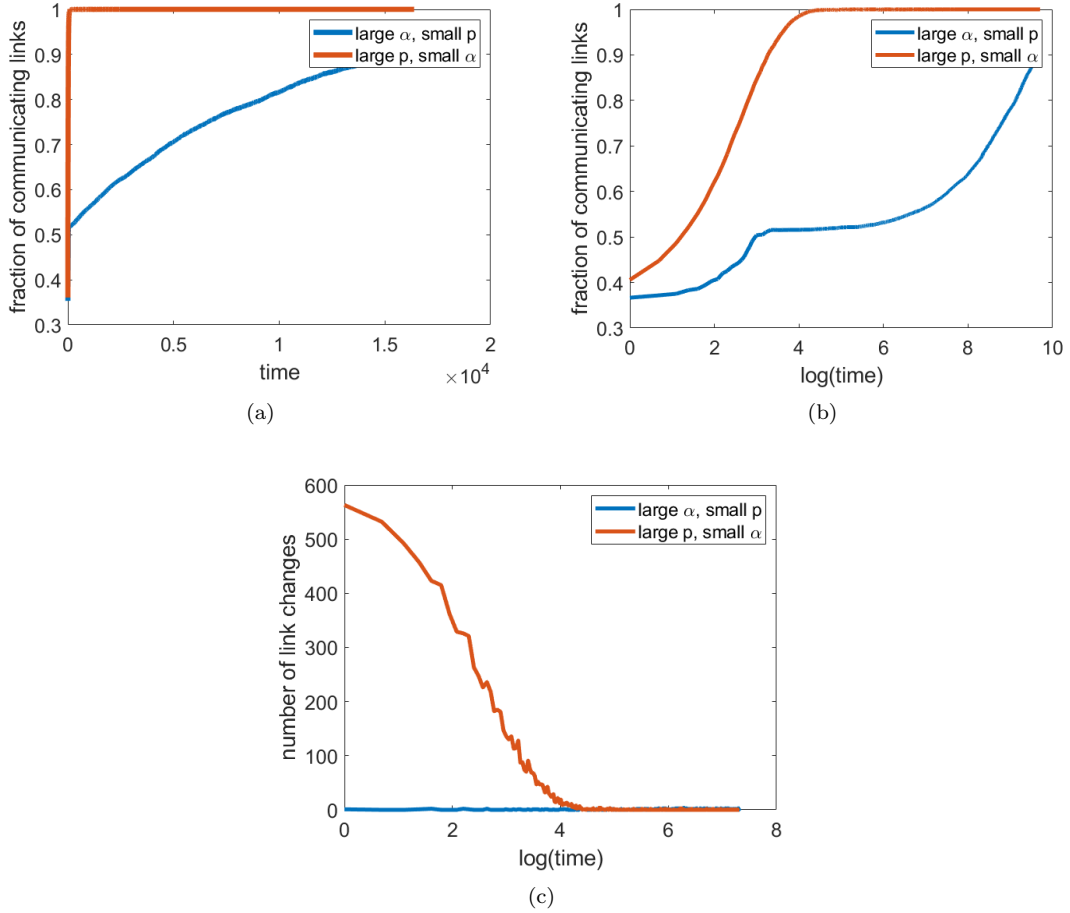 fraction of communicating links
1
0.9
0.8
0.7
0.6
0.5
0.4
0.3
large α, small p
large p, small α
0
0.5
1
1.5
2
×10⁴
time
(a)
fraction of communicating links
1
0.9
0.8
0.7
0.6
0.5
0.4
0.3
large α, small p
large p, small α
0
2
4
6
8
10
log(time)
(b)
number of link changes
600
500
400
300
200
100
0
large α, small p
large p, small α
0
2
4
6
8
log(time)
(c)